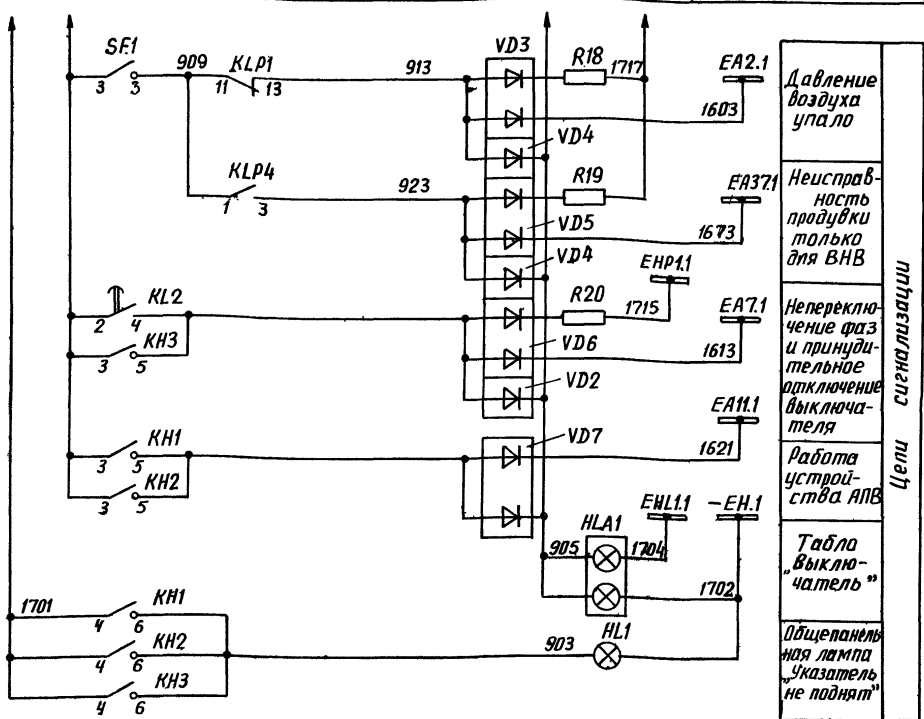 SF.1
3 3
909
KLP1
11 13
913
VD3
R18
1717
EA2.1
1603
VD4
KLP4
1 3
923
R19
EA37.1
VD5
1673
VD4
EHP1.1
KL2
2 4
R20
1715
EA7.1
KH3
3 5
VD6
1613
VD2
EA11.1
KH1
3 5
VD7
1621
KH2
3 5
HLA1
EHL1.1
-EH.1
905
1704
1702
1701
KH1
4 6
KH2
4 6
903
HL1
KH3
4 6
Давление
воздуха
упало
Неисправ-
ность
продувки
только
для ВНВ
Непереклю-
чение фаз
и принуди-
тельное
отключение
выключа-
теля
Работа
устрой-
ства АПВ
Табло
„Выклю-
чатель”
Общепанель
ная лампа
„Указатель
не поднят”
Цепи сигнализации